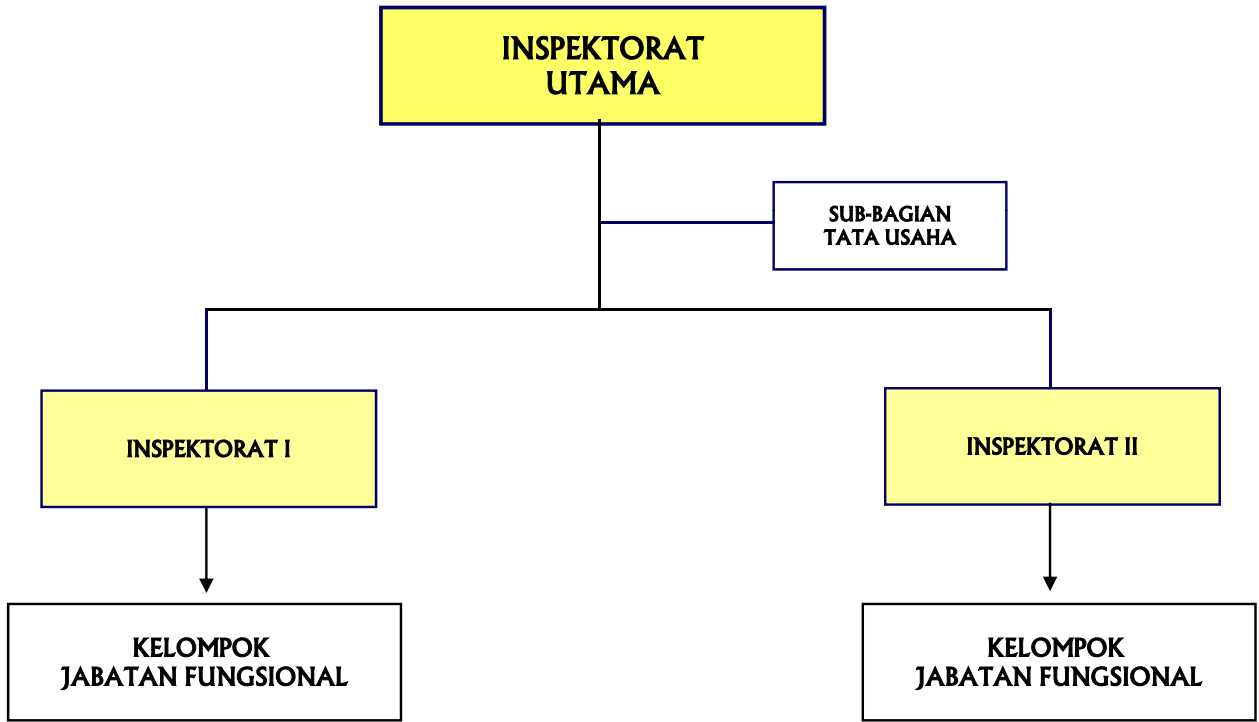 INSPEKTORAT
UTAMA
SUB-BAGIAN
TATA USAHA
INSPEKTORAT I
INSPEKTORAT II
KELOMPOK
JABATAN FUNGSIONAL
KELOMPOK
JABATAN FUNGSIONAL